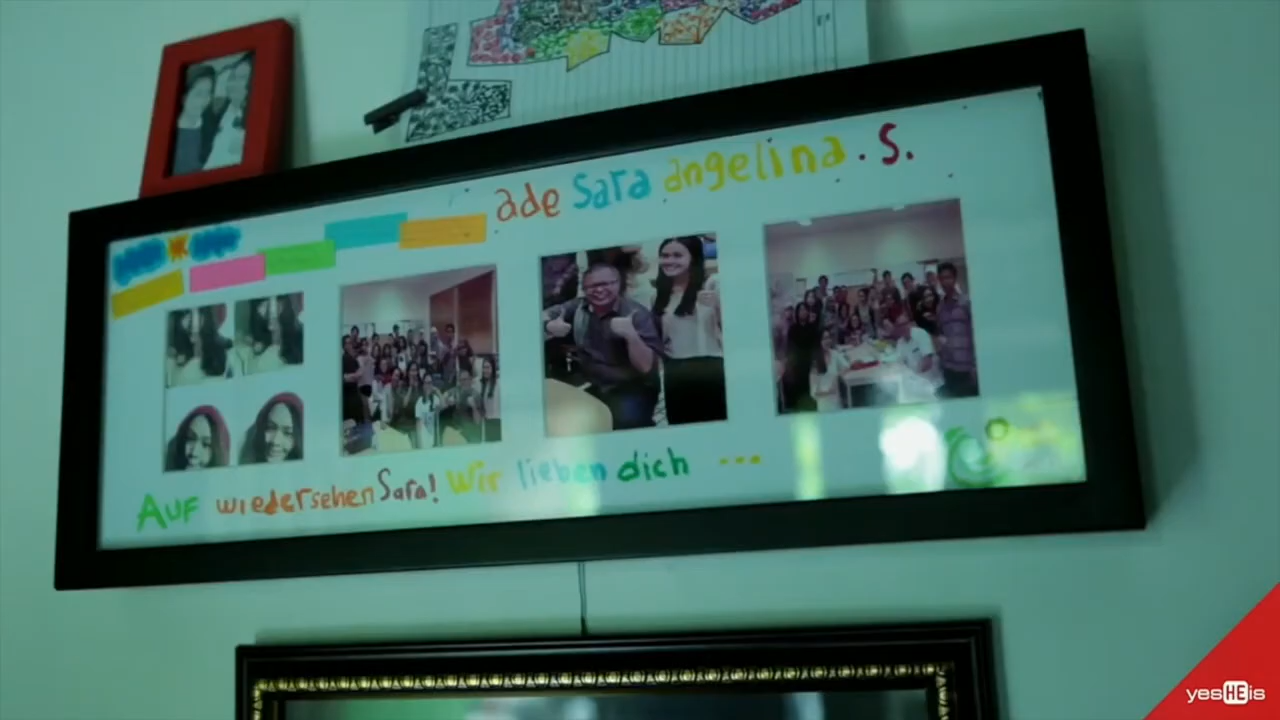 ade Sara angelina. S.
Auf wiedersehen Sara! Wir lieben dich ...
yesHEis